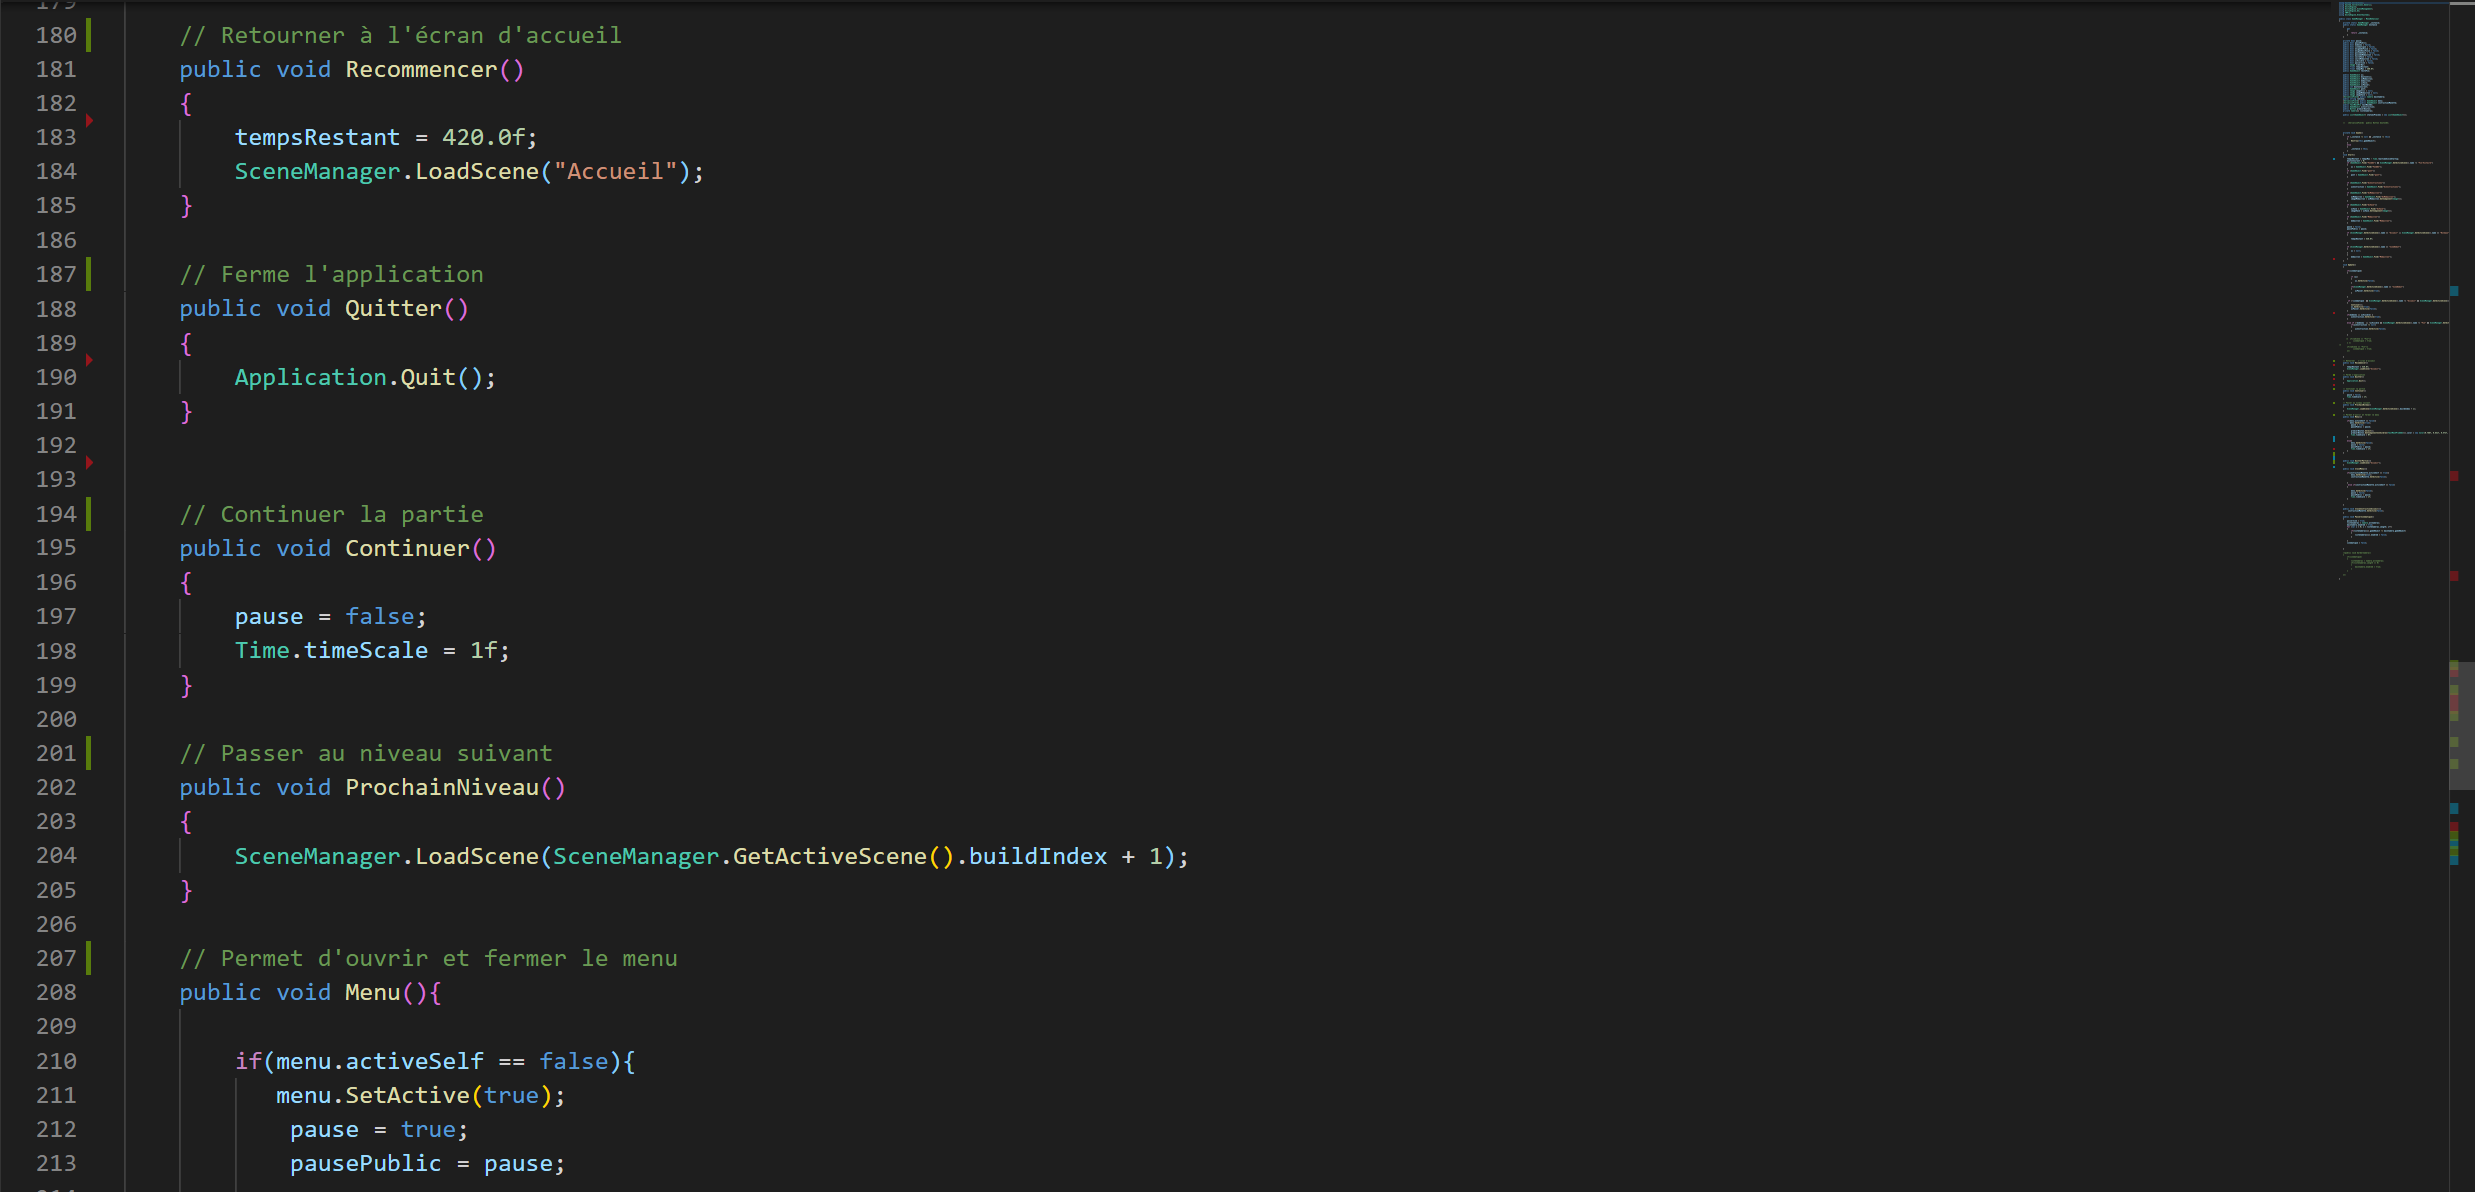 180 // Retourner à l'écran d'accueil
181 public void Recommencer()
182 {
183 tempsRestant = 420.0f;
184 SceneManager.LoadScene("Accueil");
185 }
186
187 // Ferme l'application
188 public void Quitter()
189 {
190 Application.Quit();
191 }
192
193
194 // Continuer la partie
195 public void Continuer()
196 {
197 pause = false;
198 Time.timeScale = 1f;
199 }
200
201 // Passer au niveau suivant
202 public void ProchainNiveau()
203 {
204 SceneManager.LoadScene(SceneManager.GetActiveScene().buildIndex + 1);
205 }
206
207 // Permet d'ouvrir et fermer le menu
208 public void Menu(){
209
210 if(menu.activeSelf == false){
211 menu.SetActive(true);
212 pause = true;
213 pausePublic = pause;